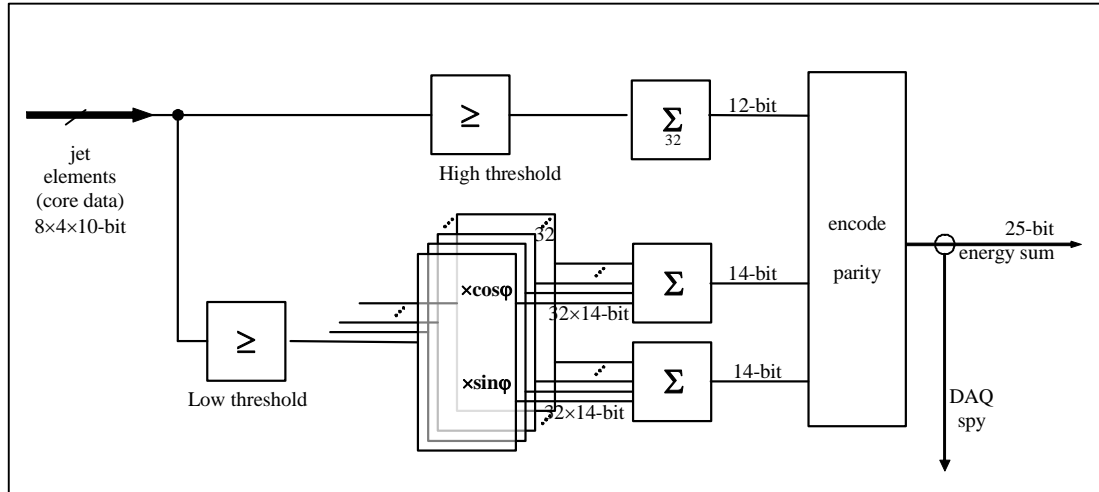 jet
elements
(core data)
8×4×10-bit
≥
High threshold
Σ
32
12-bit
≥
Low threshold
32
×cosφ
×sinφ
32×14-bit
Σ
14-bit
32×14-bit
Σ
14-bit
encode
parity
25-bit
energy sum
DAQ
spy